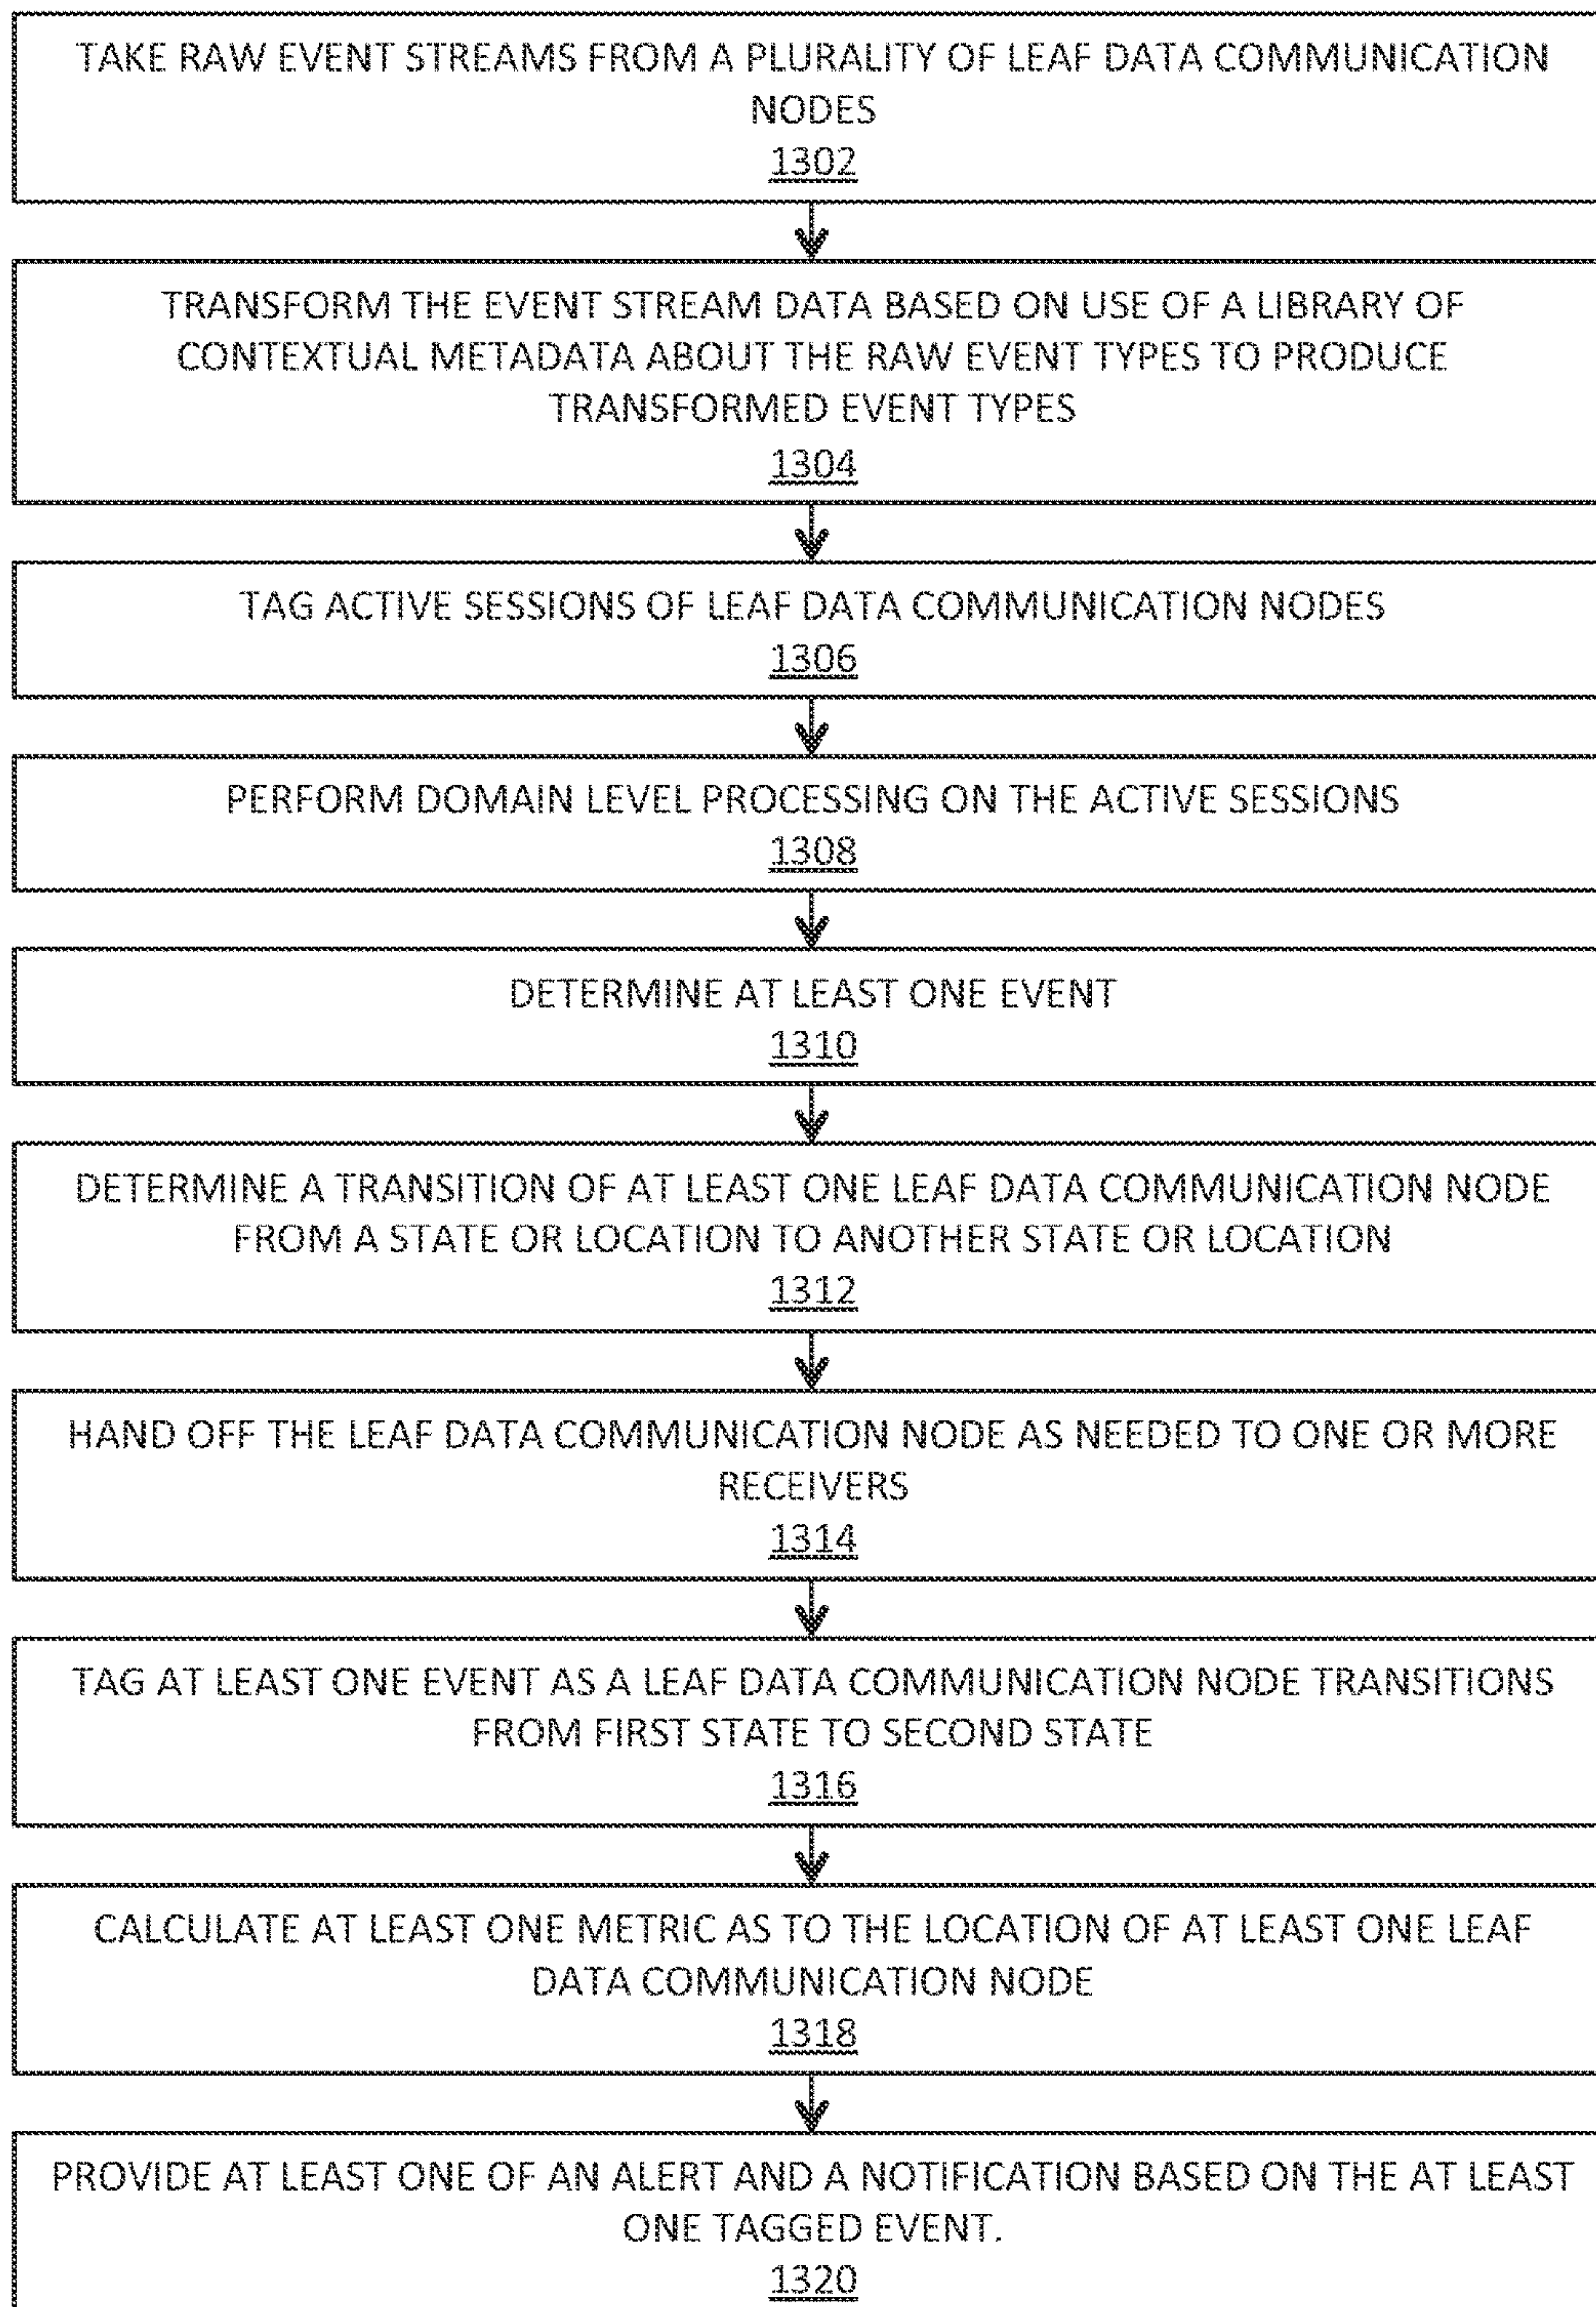 TAKE RAW EVENT STREAMS FROM A PLURALITY OF LEAF DATA COMMUNICATION
NODES
1302
TRANSFORM THE EVENT STREAM DATA BASED ON USE OF A LIBRARY OF
CONTEXTUAL METADATA ABOUT THE RAW EVENT TYPES TO PRODUCE
TRANSFORMED EVENT TYPES
1304
TAG ACTIVE SESSIONS OF LEAF DATA COMMUNICATION NODES
1306
PERFORM DOMAIN LEVEL PROCESSING ON THE ACTIVE SESSIONS
1308
DETERMINE AT LEAST ONE EVENT
1310
DETERMINE A TRANSITION OF AT LEAST ONE LEAF DATA COMMUNICATION NODE
FROM A STATE OR LOCATION TO ANOTHER STATE OR LOCATION
1312
HAND OFF THE LEAF DATA COMMUNICATION NODE AS NEEDED TO ONE OR MORE
RECEIVERS
1314
TAG AT LEAST ONE EVENT AS A LEAF DATA COMMUNICATION NODE TRANSITIONS
FROM FIRST STATE TO SECOND STATE
1316
CALCULATE AT LEAST ONE METRIC AS TO THE LOCATION OF AT LEAST ONE LEAF
DATA COMMUNICATION NODE
1318
PROVIDE AT LEAST ONE OF AN ALERT AND A NOTIFICATION BASED ON THE AT LEAST
ONE TAGGED EVENT.
1320